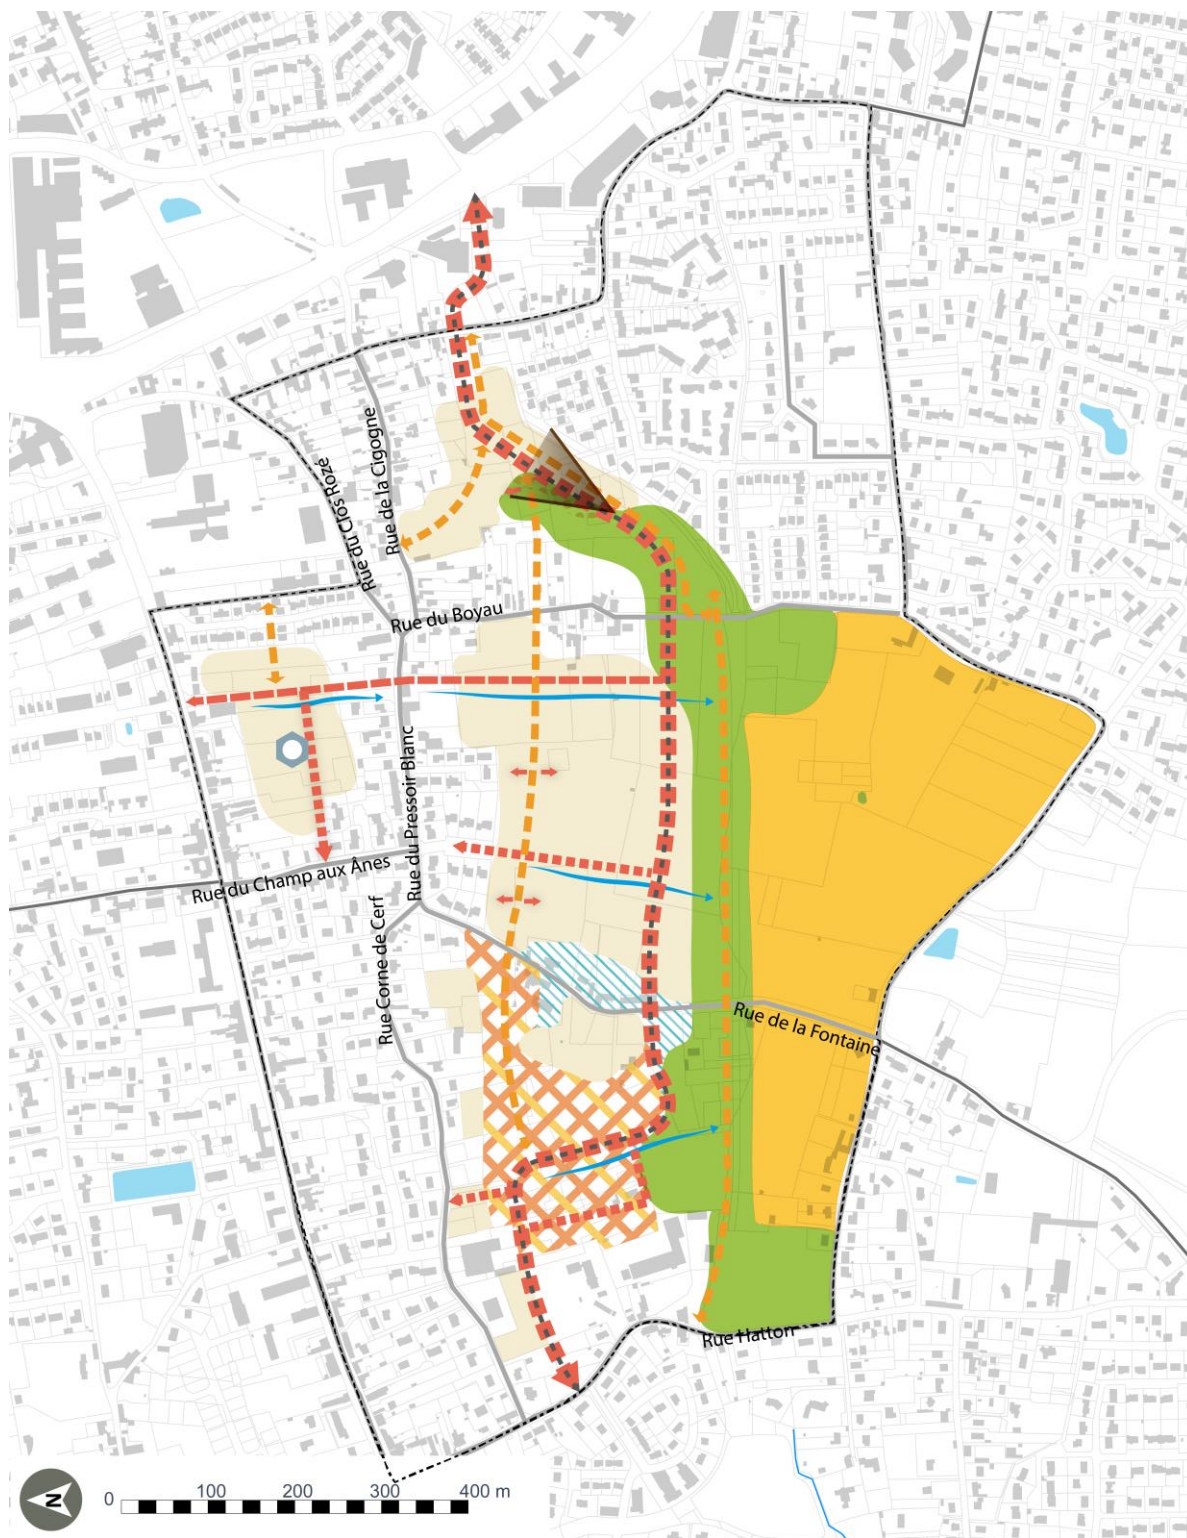 Rue de la Cigogne
Rue du Clos Rozé
Rue du Boyau
Rue du Pressoir Blanc
Rue du Champ aux Ânes
Rue Corne de Cerf
Rue de la Fontaine
Rue Hatton
N
0 100 200 300 400 m